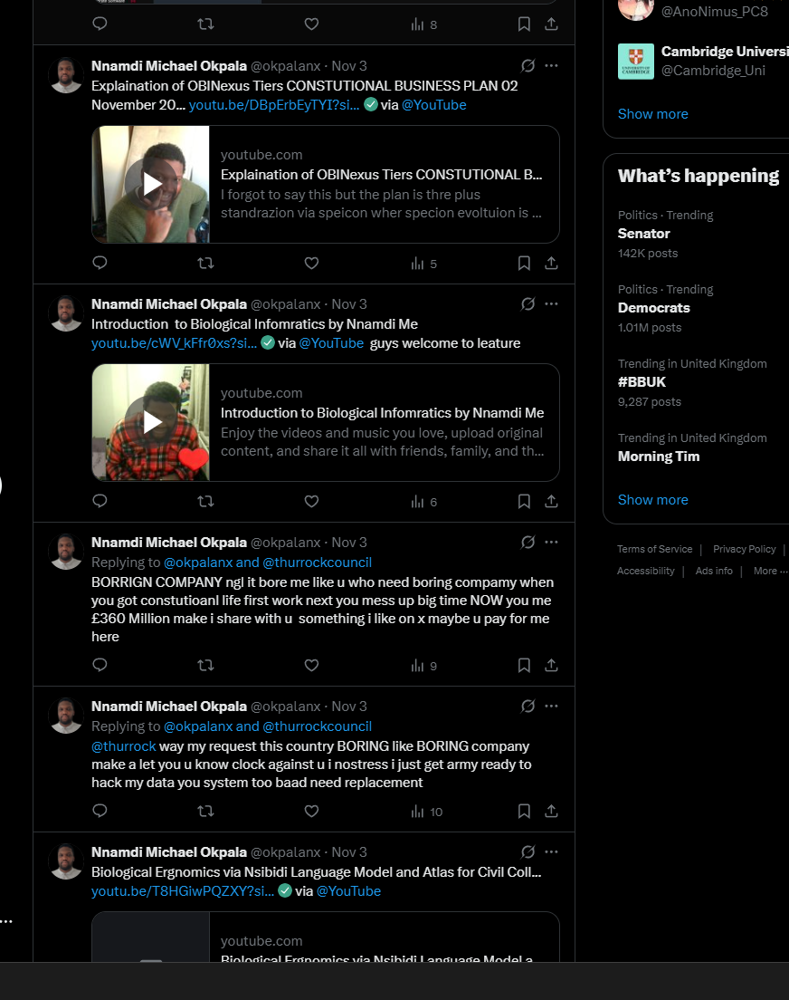 8
@AnoNimus_PC8
Nnamdi Michael Okpala @okpalanx · Nov 3
Explaination of OBINexus Tiers CONSTUTIONAL BUSINESS PLAN 02
November 20... youtu.be/DBpErbEyTYI?si... ✅ via @YouTube
youtube.com
Explaination of OBINexus Tiers CONSTUTIONAL B...
I forgot to say this but the plan is thre plus
standrazion via speicon wher specion evoltuion is ...
5
Nnamdi Michael Okpala @okpalanx · Nov 3
Introduction to Biological Infomratics by Nnamdi Me
youtu.be/cWV_kFfr0xs?si... ✅ via @YouTube guys welcome to leature
youtube.com
Introduction to Biological Infomratics by Nnamdi Me
Enjoy the videos and music you love, upload original
content, and share it all with friends, family, and th...
6
Nnamdi Michael Okpala @okpalanx · Nov 3
Replying to @okpalanx and @thurrockcouncil
BORRIGN COMPANY ngl it bore me like u who need boring compamy when
you got constutioanl life first work next you mess up big time NOW you me
£360 Million make i share with u something i like on x maybe u pay for me
here
9
Nnamdi Michael Okpala @okpalanx · Nov 3
Replying to @okpalanx and @thurrockcouncil
@thurrock way my request this country BORING like BORING company
make a let you u know clock against u i nostress i just get army ready to
hack my data you system too baad need replacement
10
Nnamdi Michael Okpala @okpalanx · Nov 3
Biological Ergnomics via Nsibidi Language Model and Atlas for Civil Coll...
youtu.be/T8HGiwPQZXY?si... ✅ via @YouTube
youtube.com
Biological Ergnomics via Nsibidi Language Model a...
Cambridge Universi
@Cambridge_Uni
Show more
What's happening
Politics · Trending
Senator
142K posts
Politics · Trending
Democrats
1.01M posts
Trending in United Kingdom
#BBUK
9,287 posts
Trending in United Kingdom
Morning Tim
Show more
Terms of Service | Privacy Policy |
Accessibility | Ads info | More ...